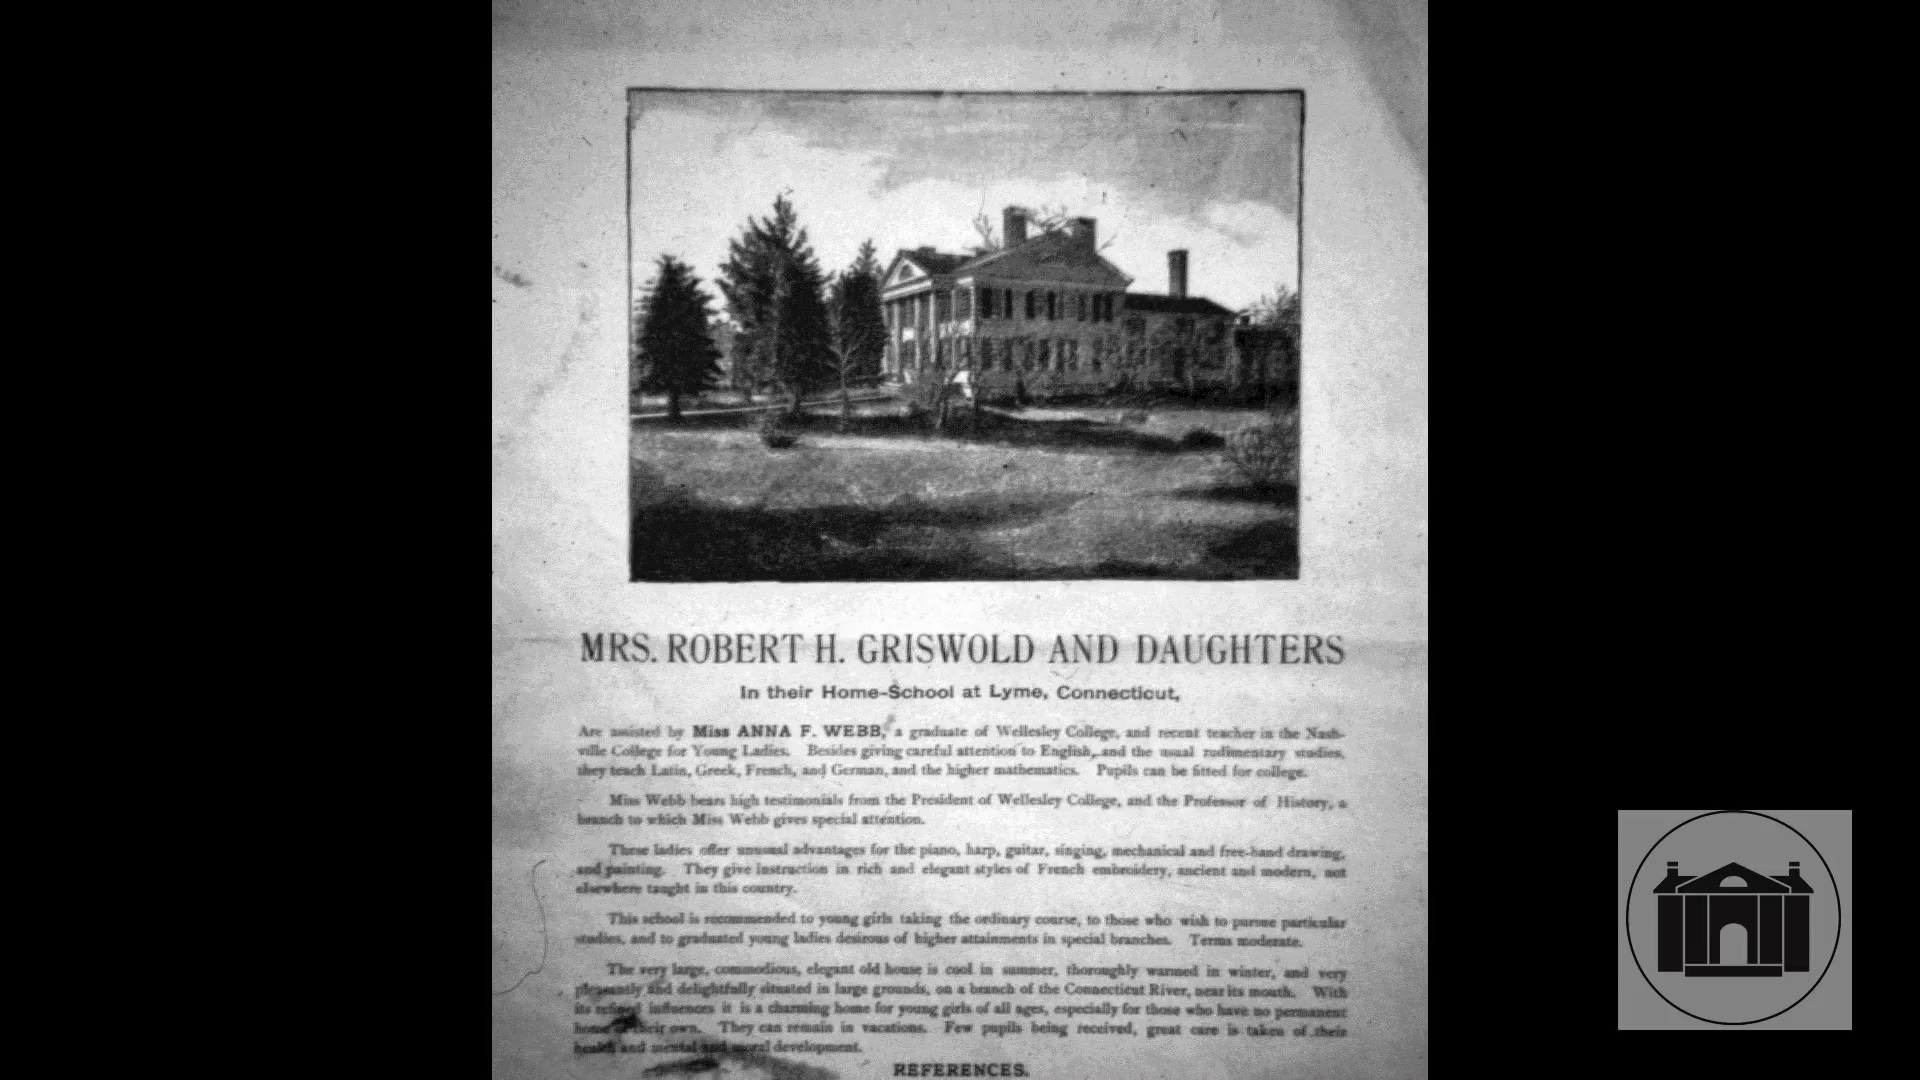 MRS. ROBERT H. GRISWOLD AND DAUGHTERS
In their Home-School at Lyme, Connecticut,
Are assisted by Miss ANNA F. WEBB, a graduate of Wellesley College, and recent teacher in the Nash-
ville College for Young Ladies. Besides giving careful attention to English, and the usual rudimentary studies,
they teach Latin, Greek, French, and German, and the higher mathematics. Pupils can be fitted for college.
Miss Webb bears high testimonials from the President of Wellesley College, and the Professor of History, a
branch to which Miss Webb gives special attention.
These ladies offer unusual advantages for the piano, harp, guitar, singing, mechanical and free-hand drawing,
and painting. They give instruction in rich and elegant styles of French embroidery, ancient and modern, not
elsewhere taught in this country.
This school is recommended to young girls taking the ordinary course, to those who wish to pursue particular
studies, and to graduated young ladies desirous of higher attainments in special branches. Terms moderate.
The very large, commodious, elegant old house is cool in summer, thoroughly warmed in winter, and very
pleasantly and delightfully situated in large grounds, on a branch of the Connecticut River, near its mouth. With
its refined influences it is a charming home for young girls of all ages, especially for those who have no permanent
home of their own. They can remain in vacations. Few pupils being received, great care is taken of their
health and mental and moral development.
REFERENCES.